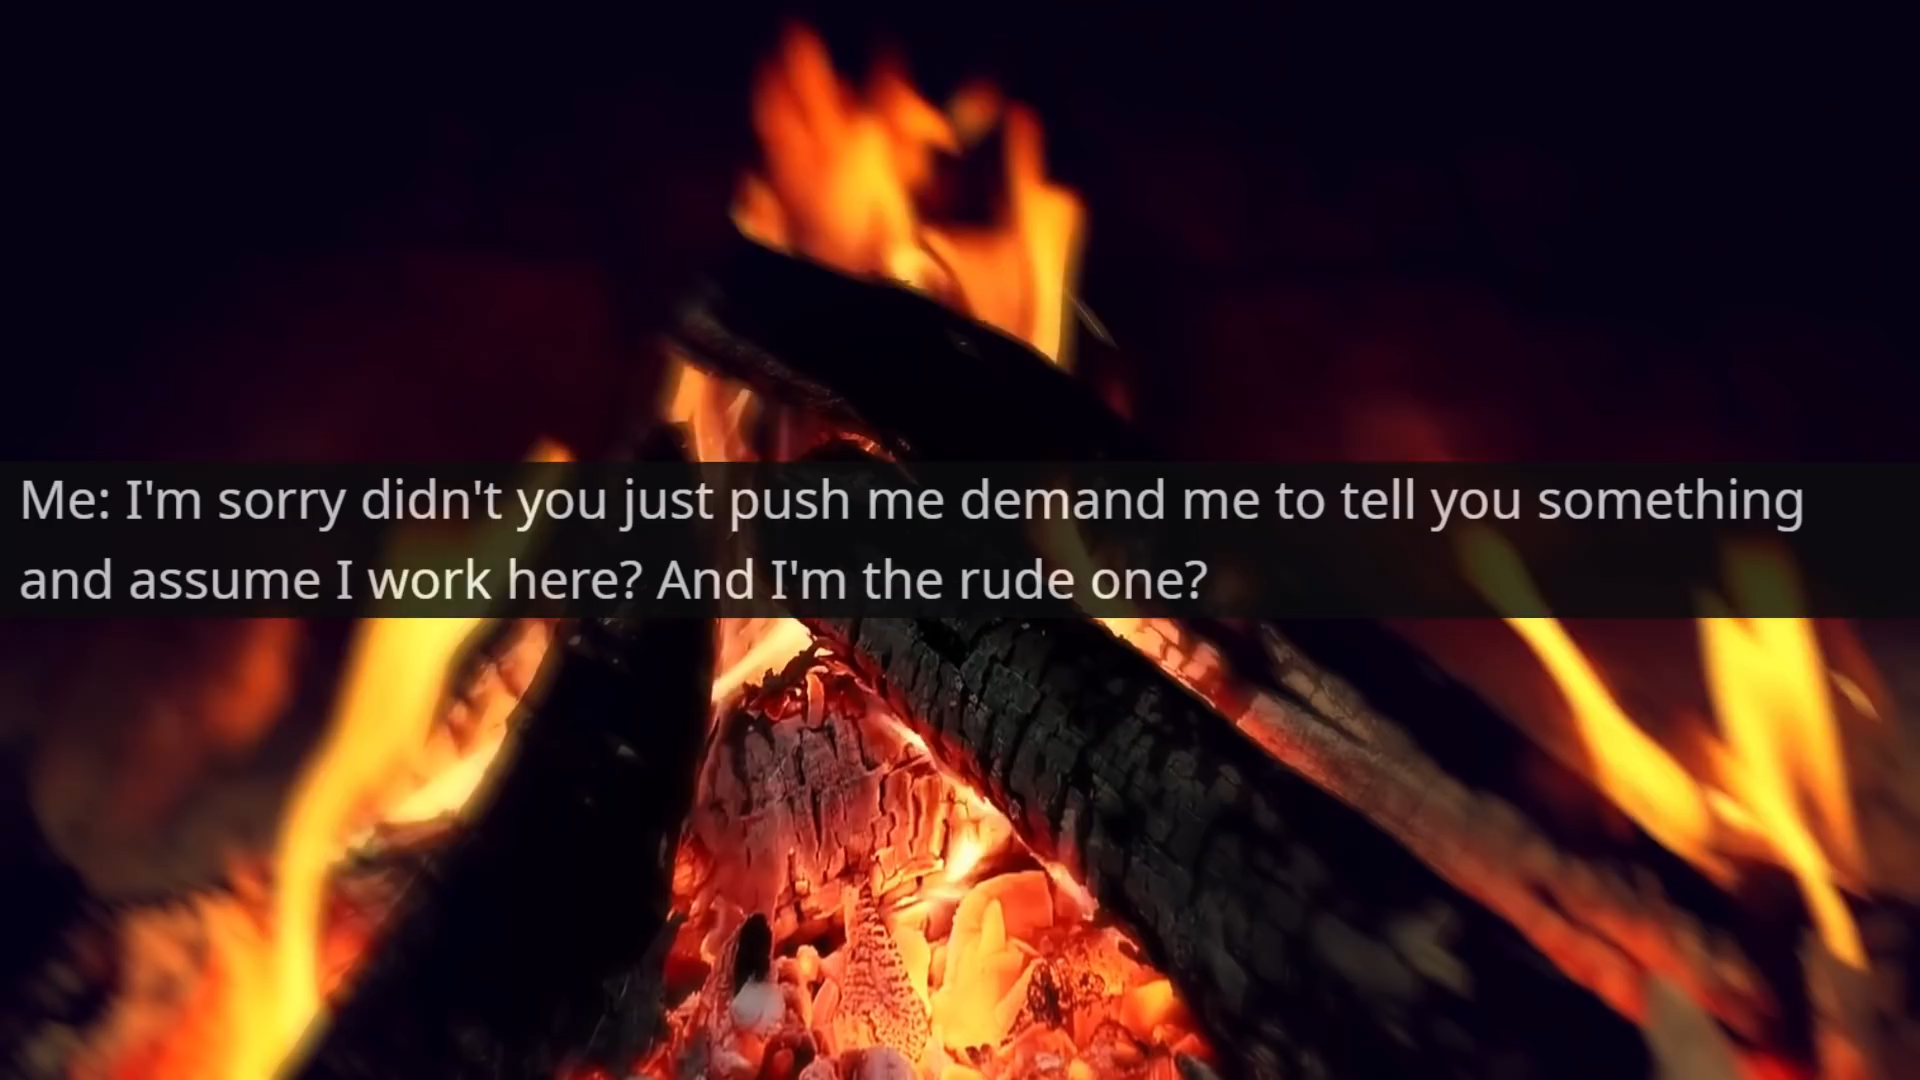 Me: I'm sorry didn't you just push me demand me to tell you something
and assume I work here? And I'm the rude one?